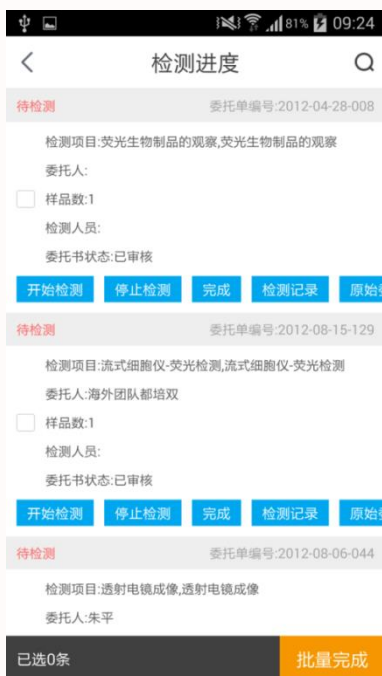 81% 09:24
检测进度
待检测 委托单编号:2012-04-28-008
检测项目:荧光生物制品的观察,荧光生物制品的观察
委托人:
样品数:1
检测人员:
委托书状态:已审核
开始检测 停止检测 完成 检测记录 原始
待检测 委托单编号:2012-08-15-129
检测项目:流式细胞仪-荧光检测,流式细胞仪-荧光检测
委托人:海外团队都培双
样品数:1
检测人员:
委托书状态:已审核
开始检测 停止检测 完成 检测记录 原始
待检测 委托单编号:2012-08-06-044
检测项目:透射电镜成像,透射电镜成像
委托人:朱平
已选0条 批量完成